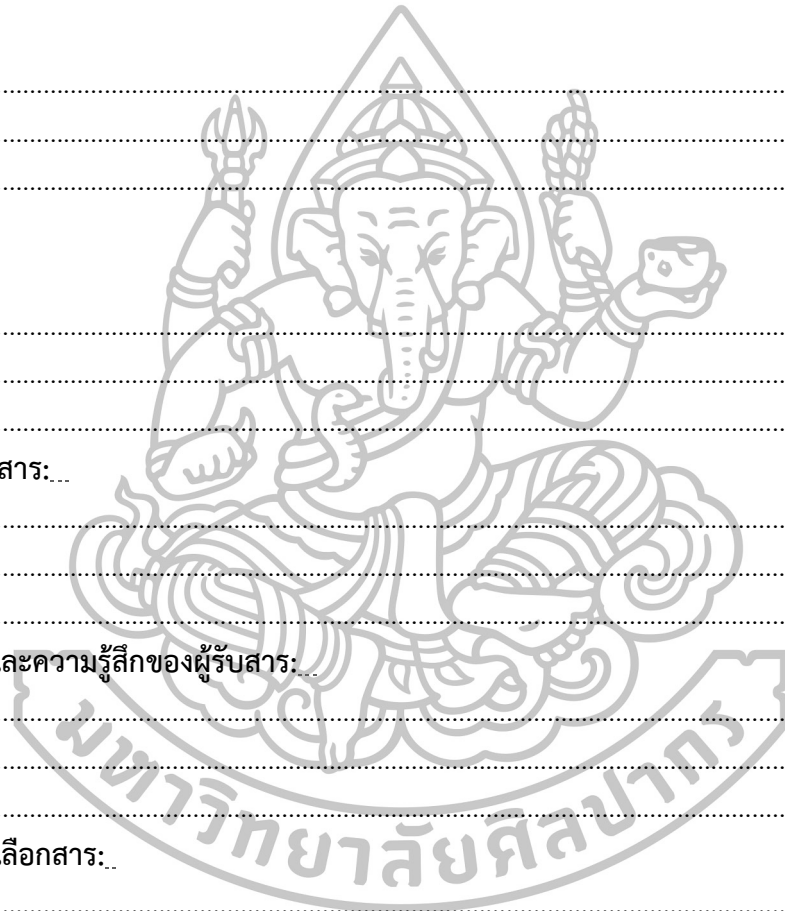 สาร:
ละความรู้สึกของผู้รับสาร:
ลือกสาร:
มหาวิทยาลัยศิลปากร